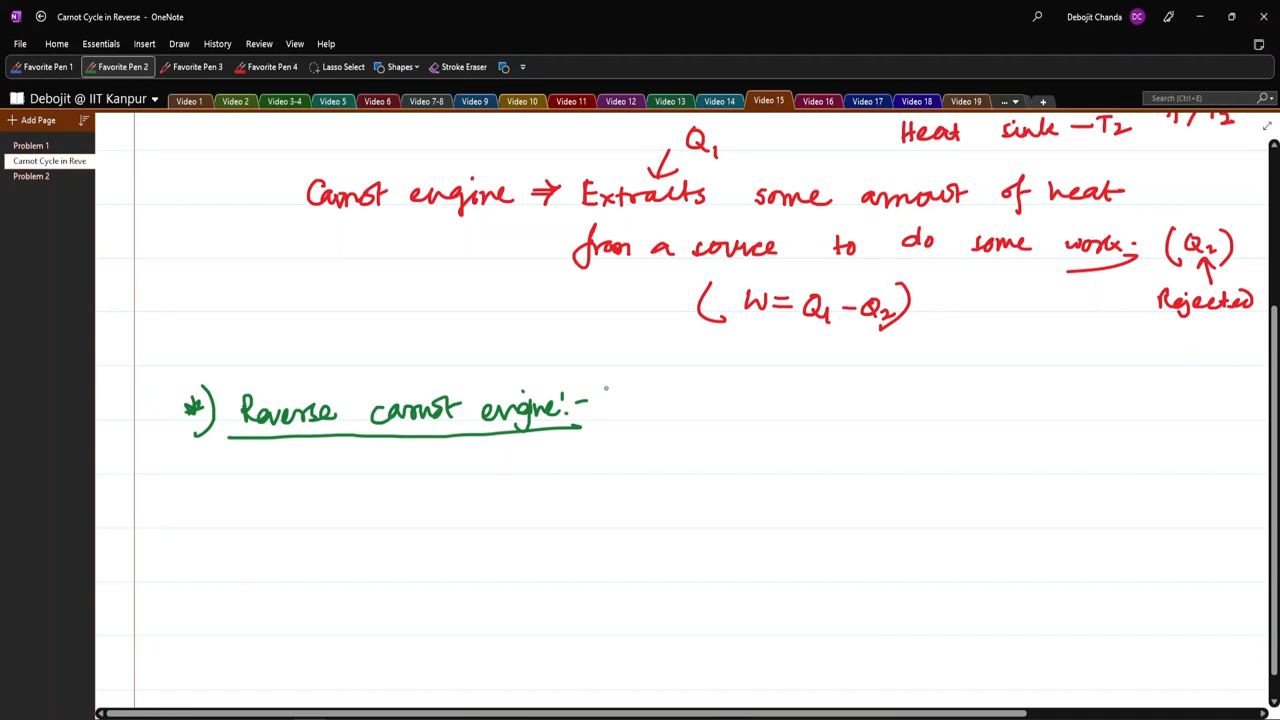 Carnot Cycle in Reverse - OneNote
Debojit Chanda DC
File Home Essentials Insert Draw History Review View Help
Favorite Pen 1 Favorite Pen 2 Favorite Pen 3 Favorite Pen 4 Lasso Select Shapes Stroke Eraser
Debojit @ IIT Kanpur Video 1 Video 2 Video 3-4 Video 5 Video 6 Video 7-8 Video 9 Video 10 Video 11 Video 12 Video 13 Video 14 Video 15 Video 16 Video 17 Video 18 Video 19 ... Search (Ctrl+E)
Add Page
Problem 1
Carnot Cycle in Reve
Problem 2
Heat sink - T2
Q1
Carnot engine ⇒ Extracts some amount of heat
from a source to do some work. (Q2)
Rejected
(W = Q1 - Q2)
*) Reverse carnot engine:-